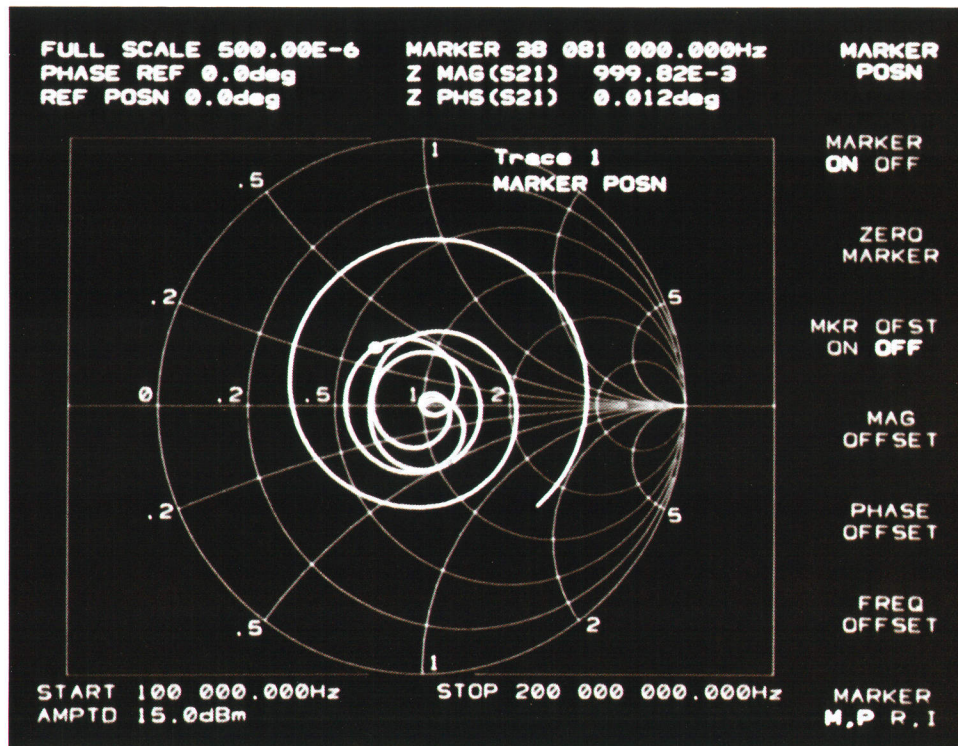 FULL SCALE 500.00E-6
PHASE REF 0.0deg
REF POSN 0.0deg
MARKER 38 081 000.000Hz
Z MAG(S21) 999.82E-3
Z PHS(S21) 0.012deg
MARKER
POSN
MARKER
ON OFF
ZERO
MARKER
MKR OFST
ON OFF
MAG
OFFSET
PHASE
OFFSET
FREQ
OFFSET
MARKER
M,P R,I
Trace 1
MARKER POSN
1
.5
.2
5
0
.2
.5
1
2
.2
5
.5
2
1
START 100 000.000Hz
STOP 200 000 000.000Hz
AMPTD 15.0dBm